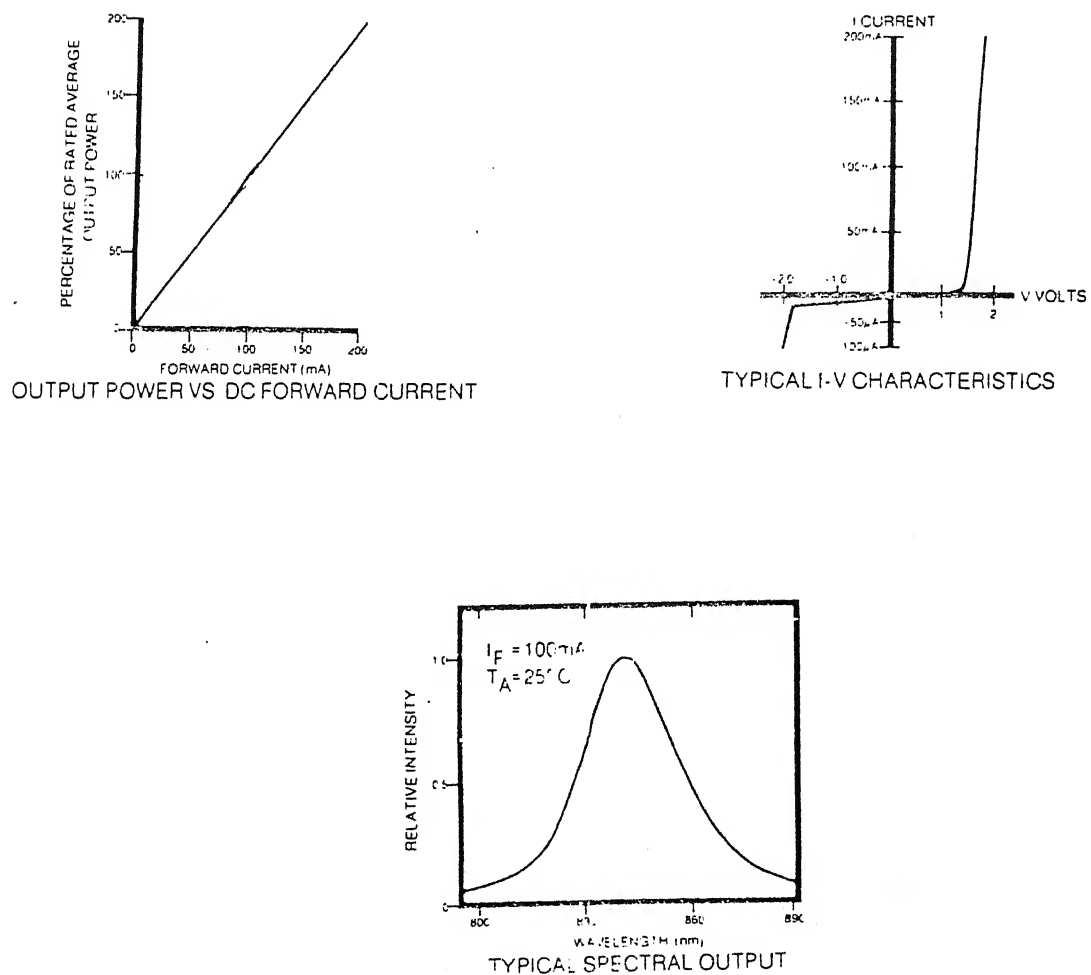 200
150
100
50
PERCENTAGE OF RATED AVERAGE
OUTPUT POWER
0 50 100 150 200
FORWARD CURRENT (mA)
OUTPUT POWER VS DC FORWARD CURRENT
I CURRENT
200mA
150mA
100mA
50mA
-2.0 -1.0
1 2
V VOLTS
-50µA
-100µA
TYPICAL I-V CHARACTERISTICS
I_F = 100mA
T_A = 25°C
1.0
0.5
0
RELATIVE INTENSITY
800 830 860 890
WAVELENGTH (nm)
TYPICAL SPECTRAL OUTPUT